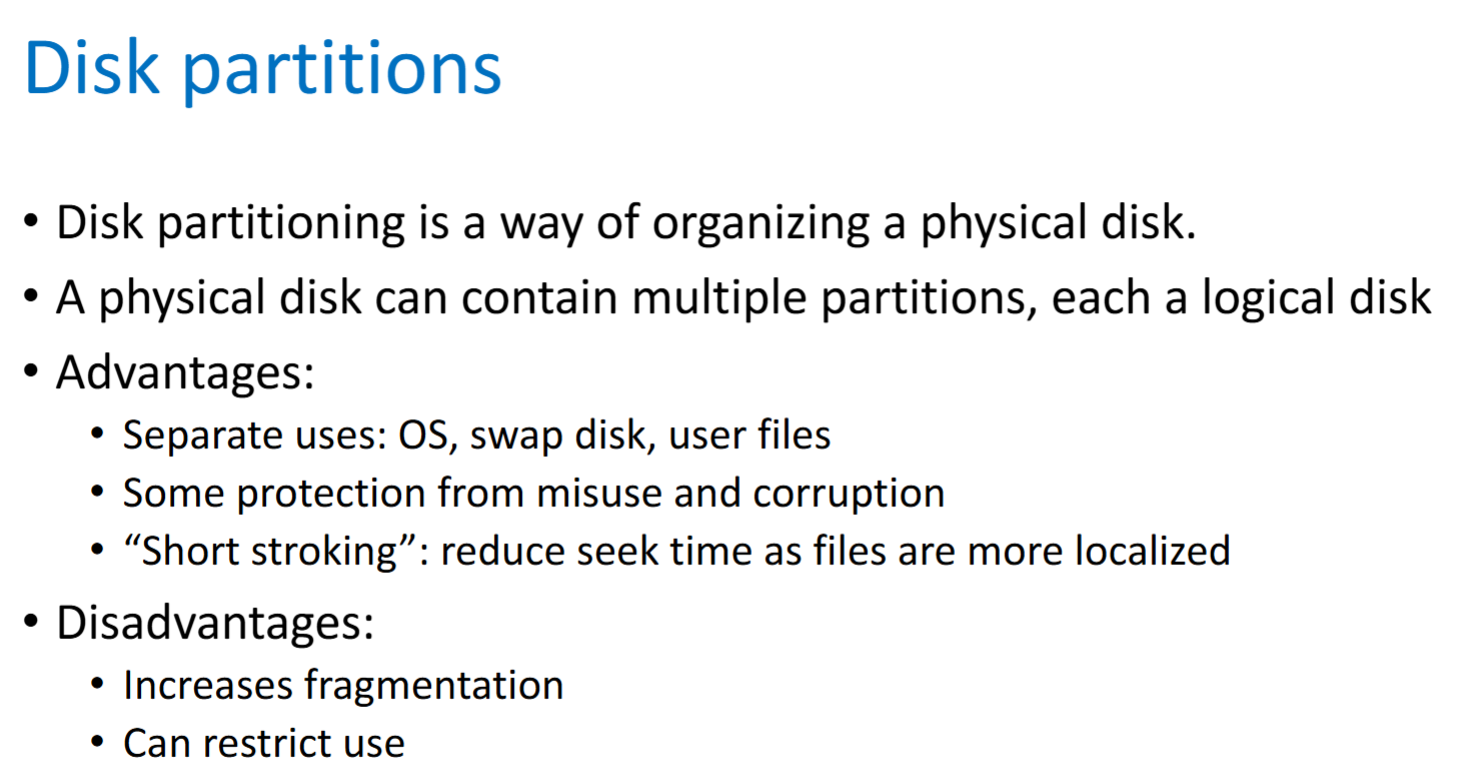 Disk partitions
• Disk partitioning is a way of organizing a physical disk.
• A physical disk can contain multiple partitions, each a logical disk
• Advantages:
• Separate uses: OS, swap disk, user files
• Some protection from misuse and corruption
• “Short stroking”: reduce seek time as files are more localized
• Disadvantages:
• Increases fragmentation
• Can restrict use